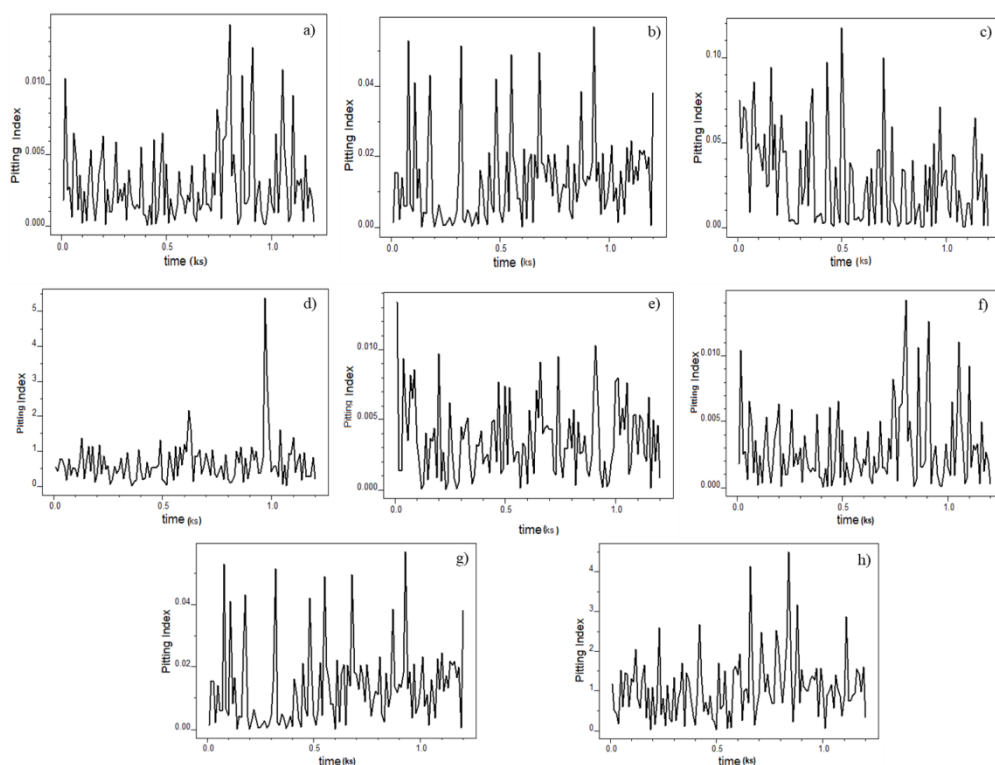 a)
0.010
0.005
0.000
Pitting Index
0.0 0.5 1.0
time (ks)
b)
0.04
0.02
0.00
Pitting Index
0.0 0.5 1.0
time (ks)
c)
0.10
0.05
0.00
Pitting Index
0.0 0.5 1.0
time (ks)
d)
5
4
3
2
1
0
Pitting Index
0.0 0.5 1.0
time (ks)
e)
0.010
0.005
0.000
Pitting Index
0.0 0.5 1.0
time (ks)
f)
0.010
0.005
0.000
Pitting Index
0.0 0.5 1.0
time (ks)
g)
0.04
0.02
0.00
Pitting Index
0.0 0.5 1.0
time (ks)
h)
4
3
2
1
0
Pitting Index
0.0 0.5 1.0
time (ks)